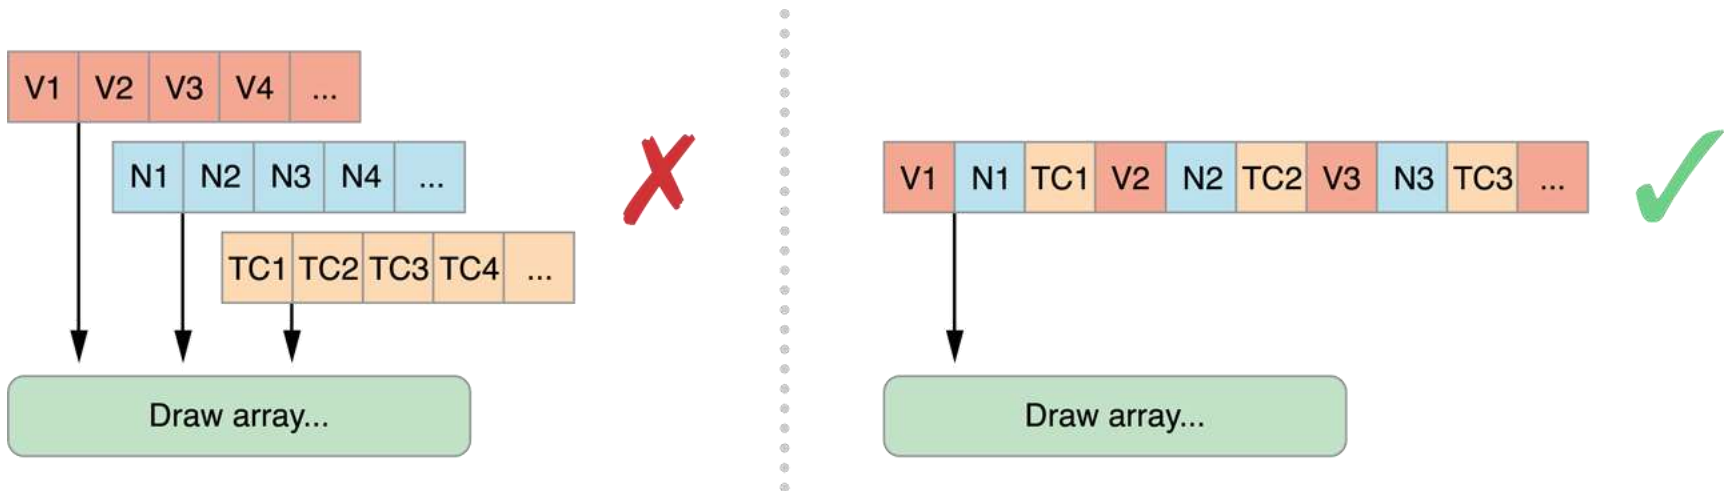 V1 V2 V3 V4 ...
N1 N2 N3 N4 ...
TC1 TC2 TC3 TC4 ...
Draw array...
V1 N1 TC1 V2 N2 TC2 V3 N3 TC3 ...
Draw array...